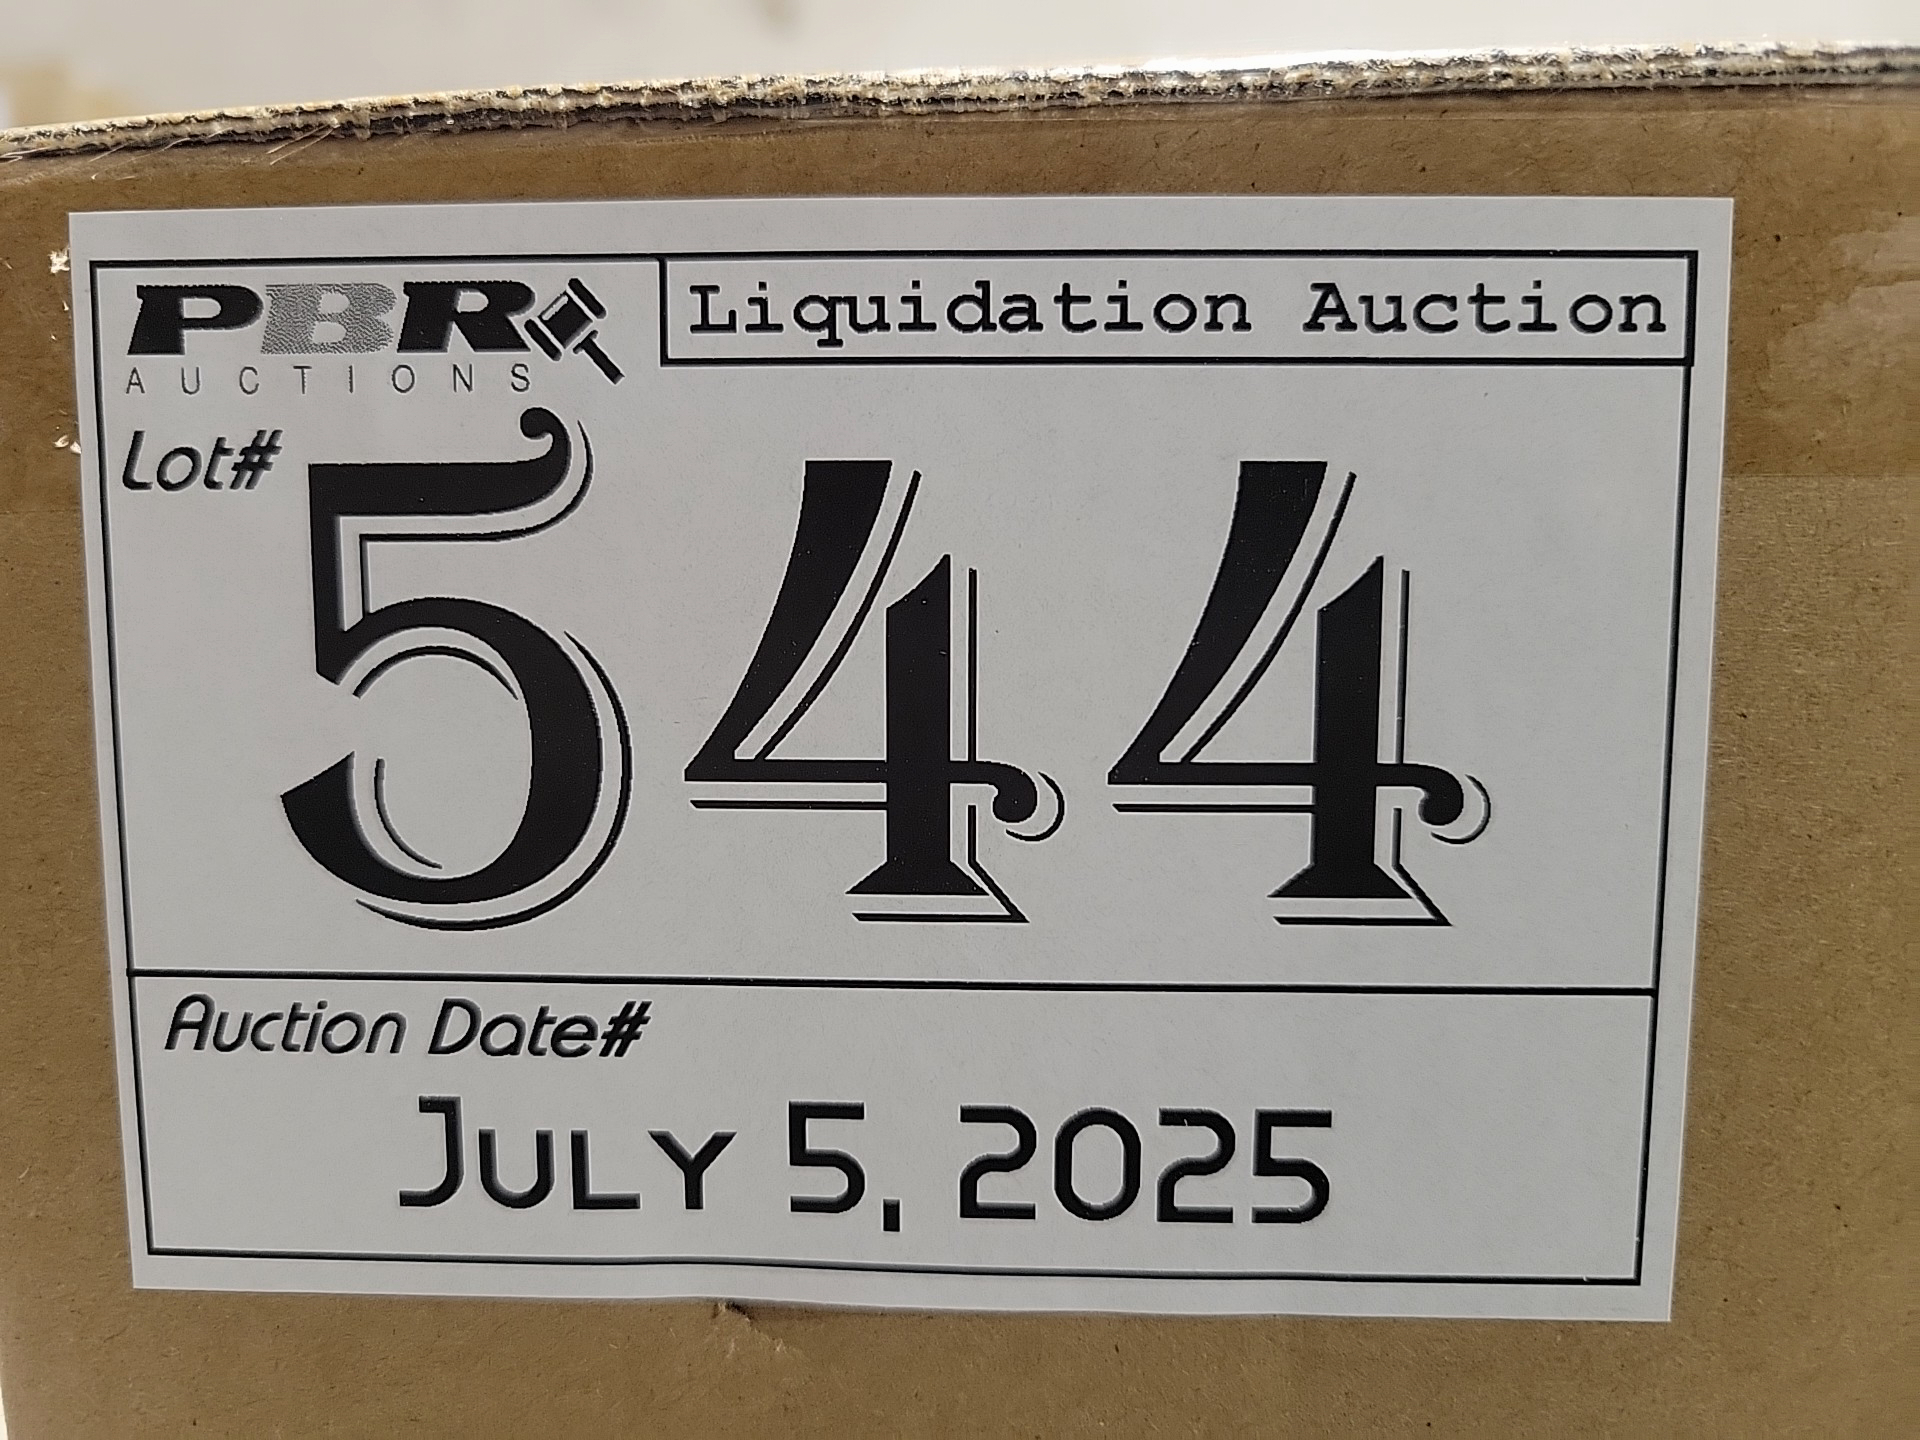 PBR
AUCTIONS
Liquidation Auction
Lot#
544
Auction Date#
JULY 5, 2025